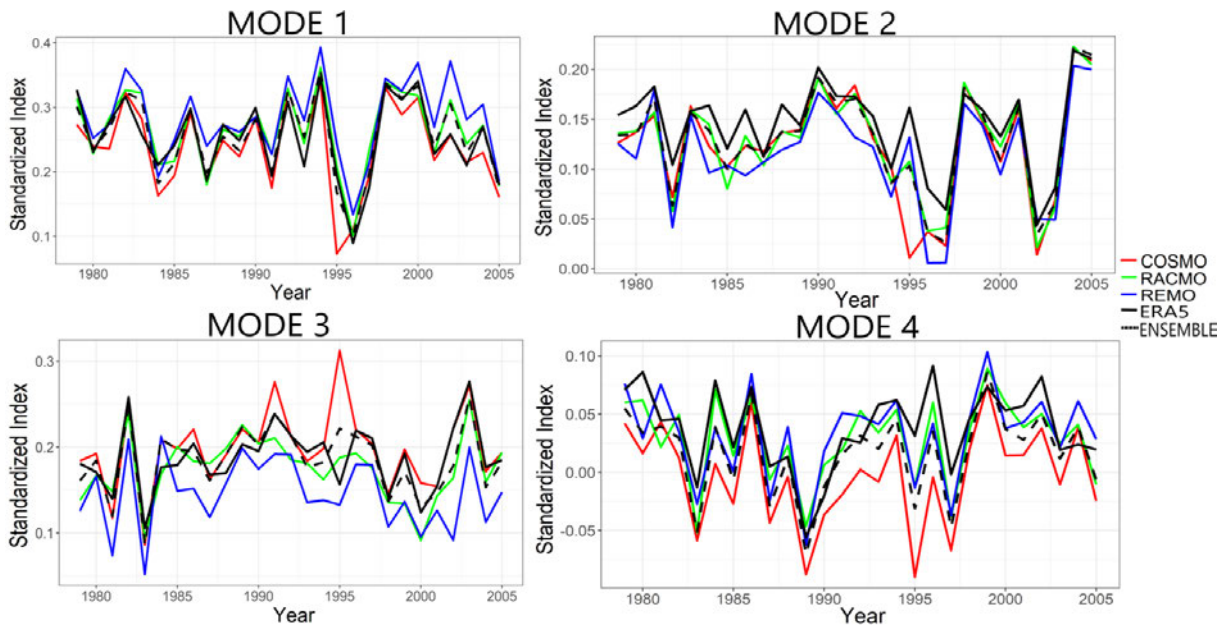 MODE 1
Standardized Index
0.4
0.3
0.2
0.1
1980 1985 1990 1995 2000 2005
Year
MODE 2
Standardized Index
0.20
0.15
0.10
0.05
0.00
1980 1985 1990 1995 2000 2005
Year
COSMO
RACMO
REMO
ERA5
ENSEMBLE
MODE 3
Standardized Index
0.3
0.2
0.1
1980 1985 1990 1995 2000 2005
Year
MODE 4
Standardized Index
0.10
0.05
0.00
-0.05
1980 1985 1990 1995 2000 2005
Year